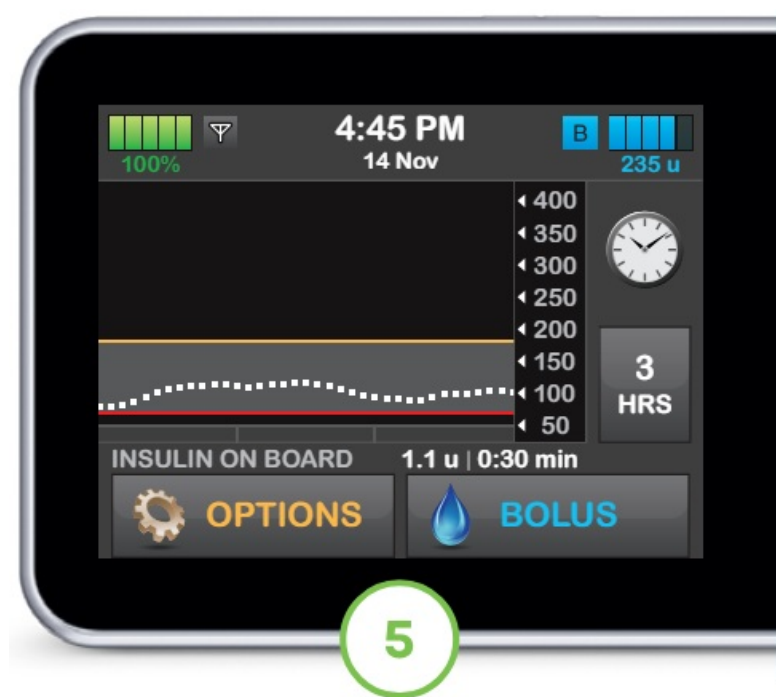 4:45 PM
B
100%
14 Nov
235 u
400
350
300
250
200
150
100
50
3
HRS
INSULIN ON BOARD 1.1 u | 0:30 min
OPTIONS
BOLUS
5